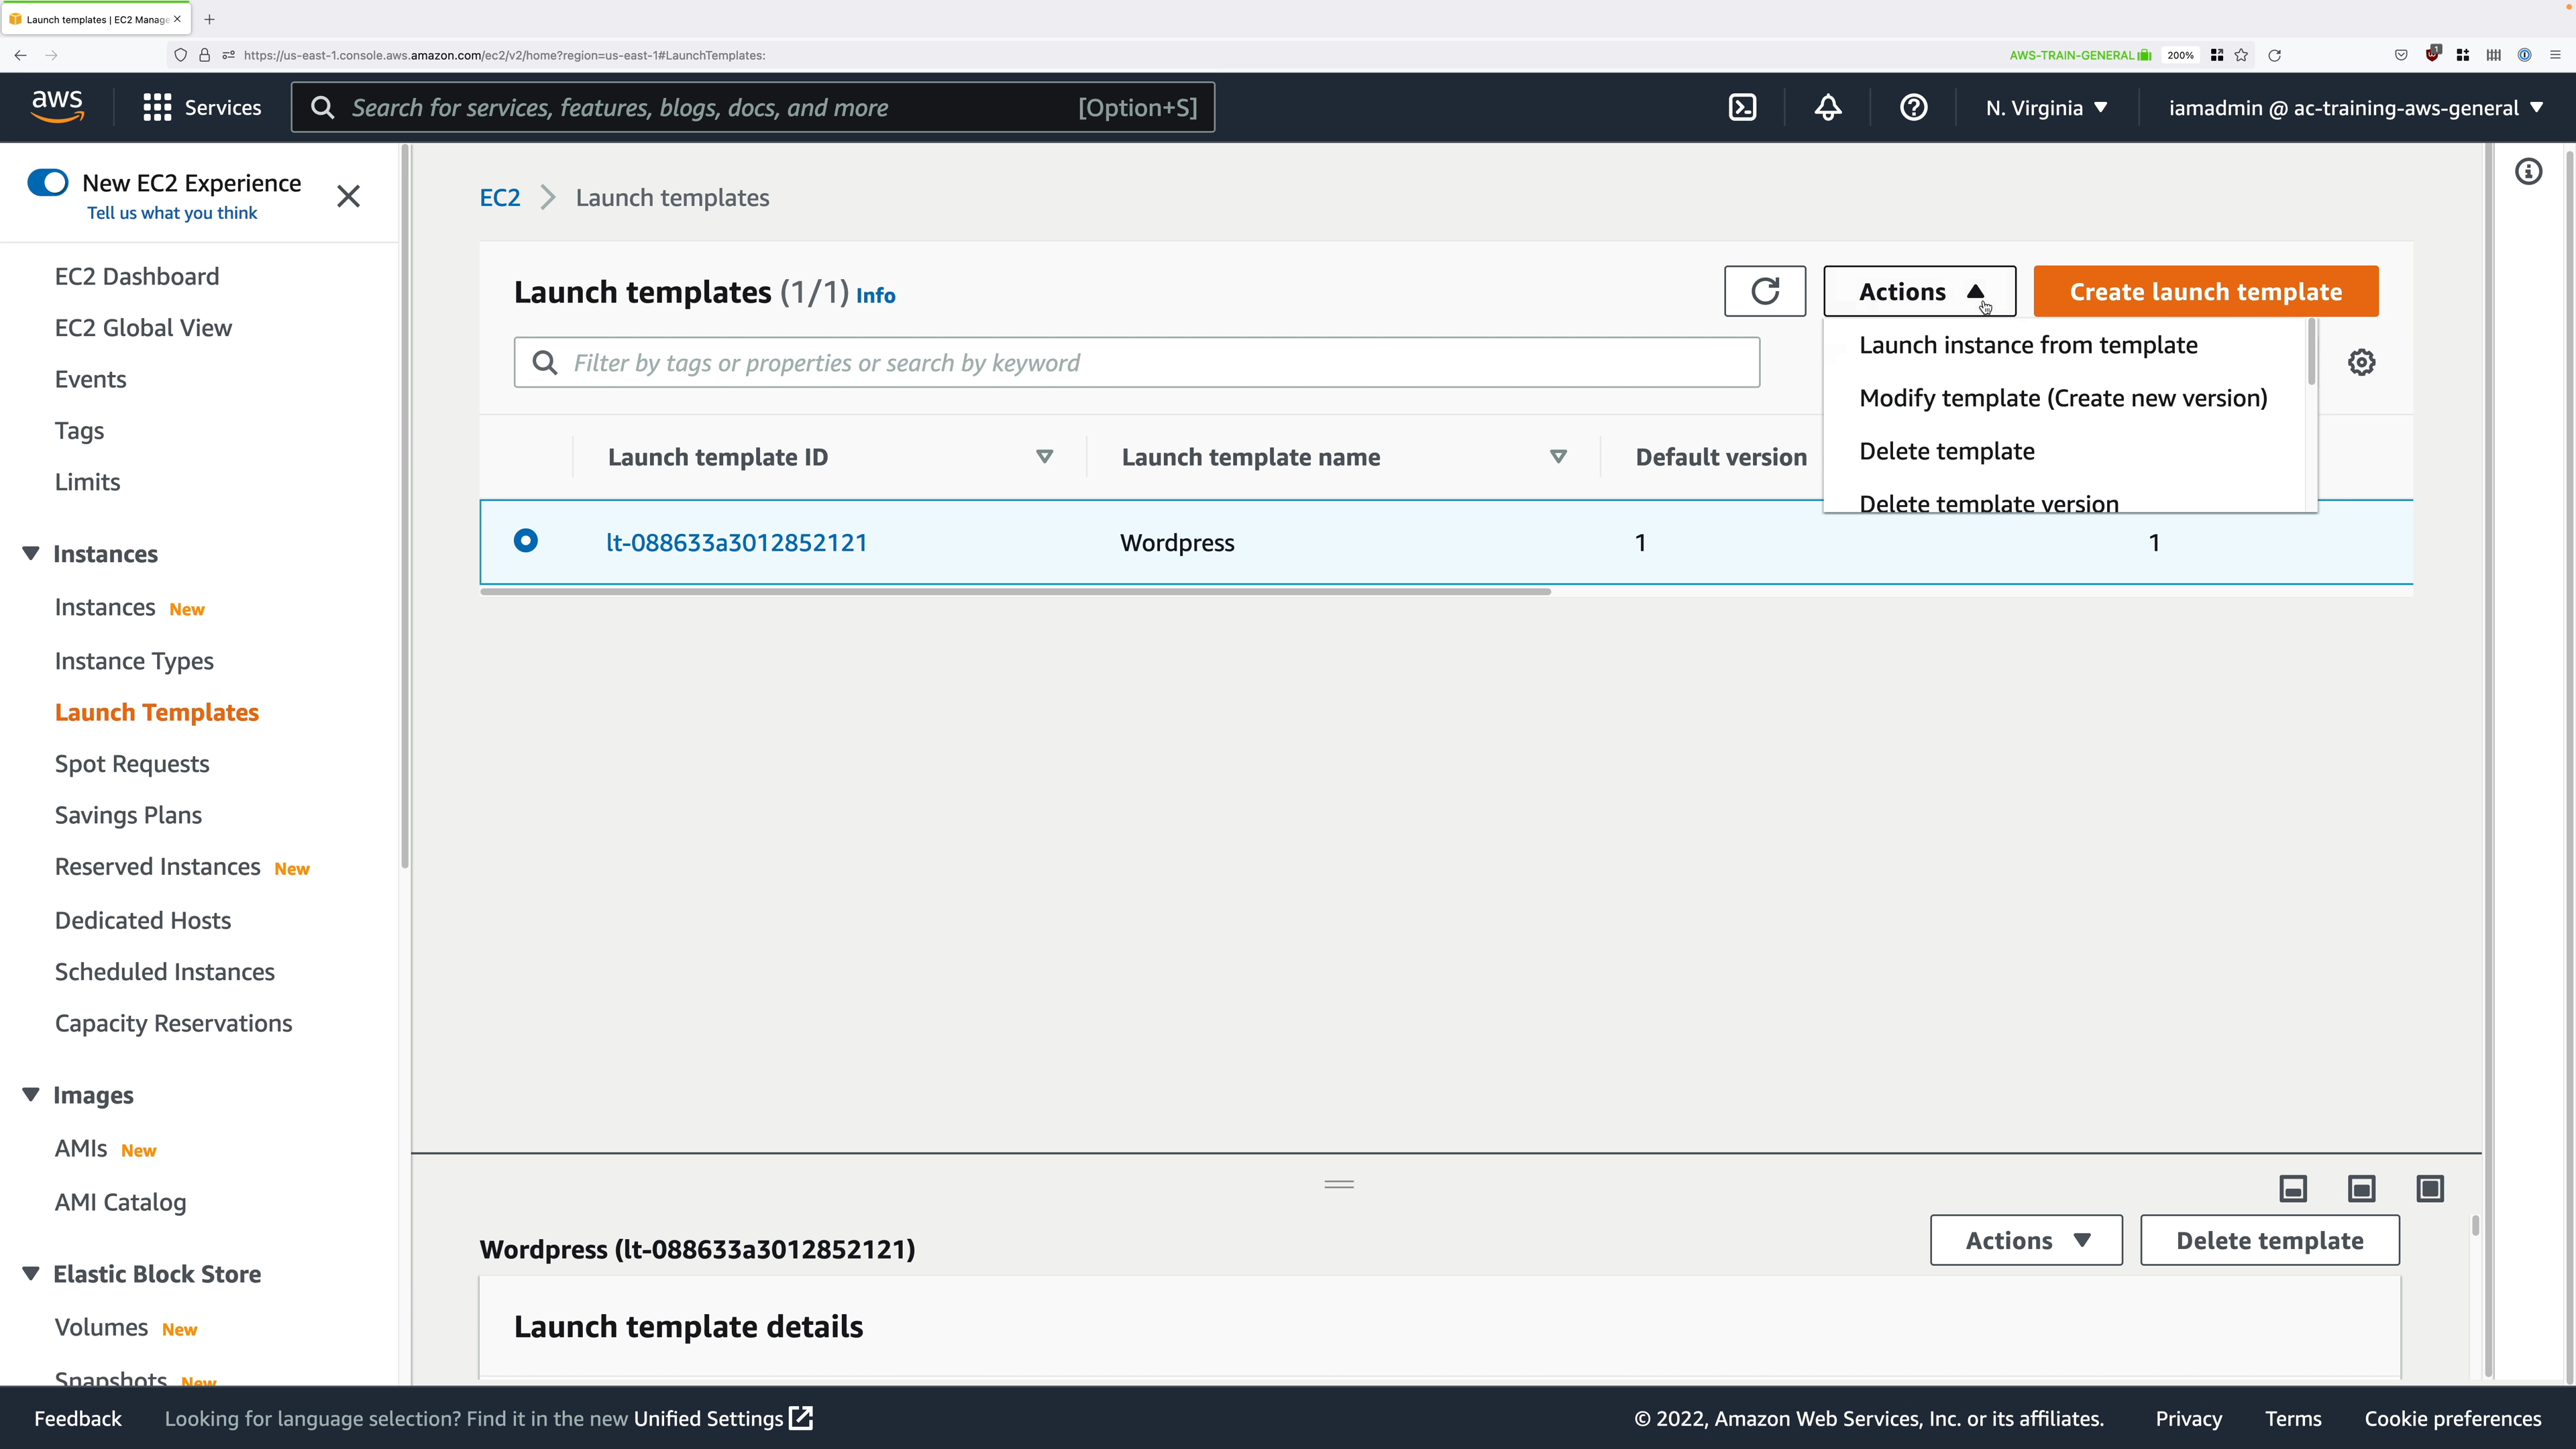 Launch templates | EC2 Manage
https://us-east-1.console.aws.amazon.com/ec2/v2/home?region=us-east-1#LaunchTemplates:
AWS-TRAIN-GENERAL
200%
1
aws
Services
Search for services, features, blogs, docs, and more
[Option+S]
N. Virginia
iamadmin @ ac-training-aws-general
New EC2 Experience
Tell us what you think
EC2 Dashboard
EC2 Global View
Events
Tags
Limits
Instances
Instances New
Instance Types
Launch Templates
Spot Requests
Savings Plans
Reserved Instances New
Dedicated Hosts
Scheduled Instances
Capacity Reservations
Images
AMIs New
AMI Catalog
Elastic Block Store
Volumes New
Snapshots New
EC2 > Launch templates
Launch templates (1/1) Info
Actions
Create launch template
Filter by tags or properties or search by keyword
Launch instance from template
Modify template (Create new version)
Delete template
Delete template version
Launch template ID
Launch template name
Default version
lt-088633a3012852121
Wordpress
1
1
Wordpress (lt-088633a3012852121)
Actions
Delete template
Launch template details
Feedback
Looking for language selection? Find it in the new Unified Settings
© 2022, Amazon Web Services, Inc. or its affiliates.
Privacy
Terms
Cookie preferences